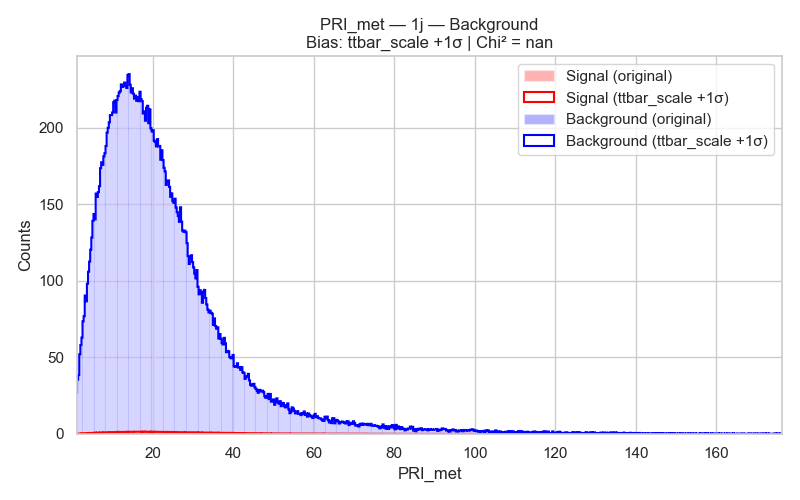 PRI_met — 1j — Background
Bias: ttbar_scale +1σ | Chi² = nan
Signal (original)
Signal (ttbar_scale +1σ)
Background (original)
Background (ttbar_scale +1σ)
Counts
200
150
100
50
0
20 40 60 80 100 120 140 160
PRI_met